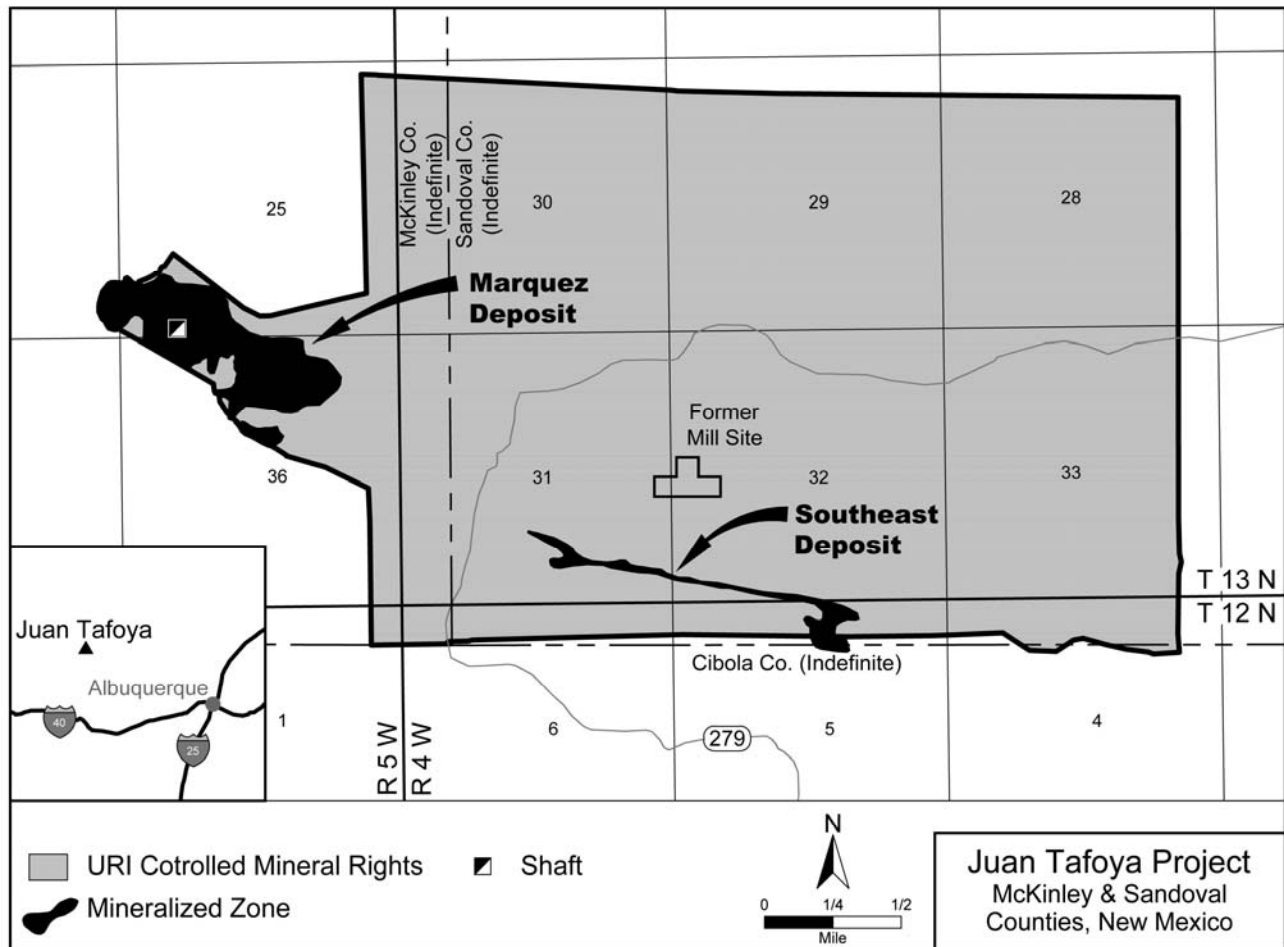 McKinley Co.
(Indefinite)
Sandoval Co.
(Indefinite)
25
30
29
28
Marquez
Deposit
Former
Mill Site
36
31
32
33
Southeast
Deposit
T 13 N
T 12 N
Juan Tafoya
Albuquerque
40
25
Cibola Co. (Indefinite)
1
6
5
4
279
R 5 W
R 4 W
URI Cotrolled Mineral Rights
Shaft
Mineralized Zone
N
0 1/4 1/2
Mile
Juan Tafoya Project
McKinley & Sandoval
Counties, New Mexico